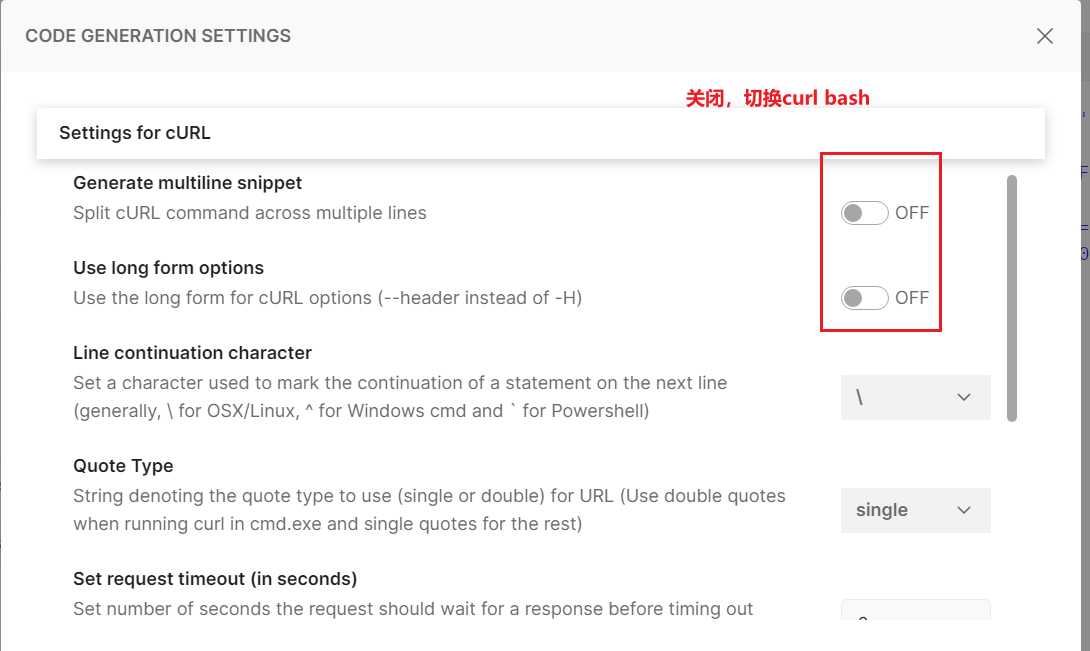 CODE GENERATION SETTINGS
关闭，切换curl bash
Settings for cURL
Generate multiline snippet
Split cURL command across multiple lines
OFF
Use long form options
Use the long form for cURL options (--header instead of -H)
OFF
Line continuation character
Set a character used to mark the continuation of a statement on the next line
(generally, \ for OSX/Linux, ^ for Windows cmd and ` for Powershell)
\
Quote Type
String denoting the quote type to use (single or double) for URL (Use double quotes
when running curl in cmd.exe and single quotes for the rest)
single
Set request timeout (in seconds)
Set number of seconds the request should wait for a response before timing out